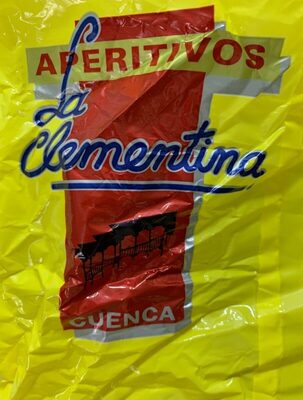 APERITIVOS
La
Clementina
CUENCA